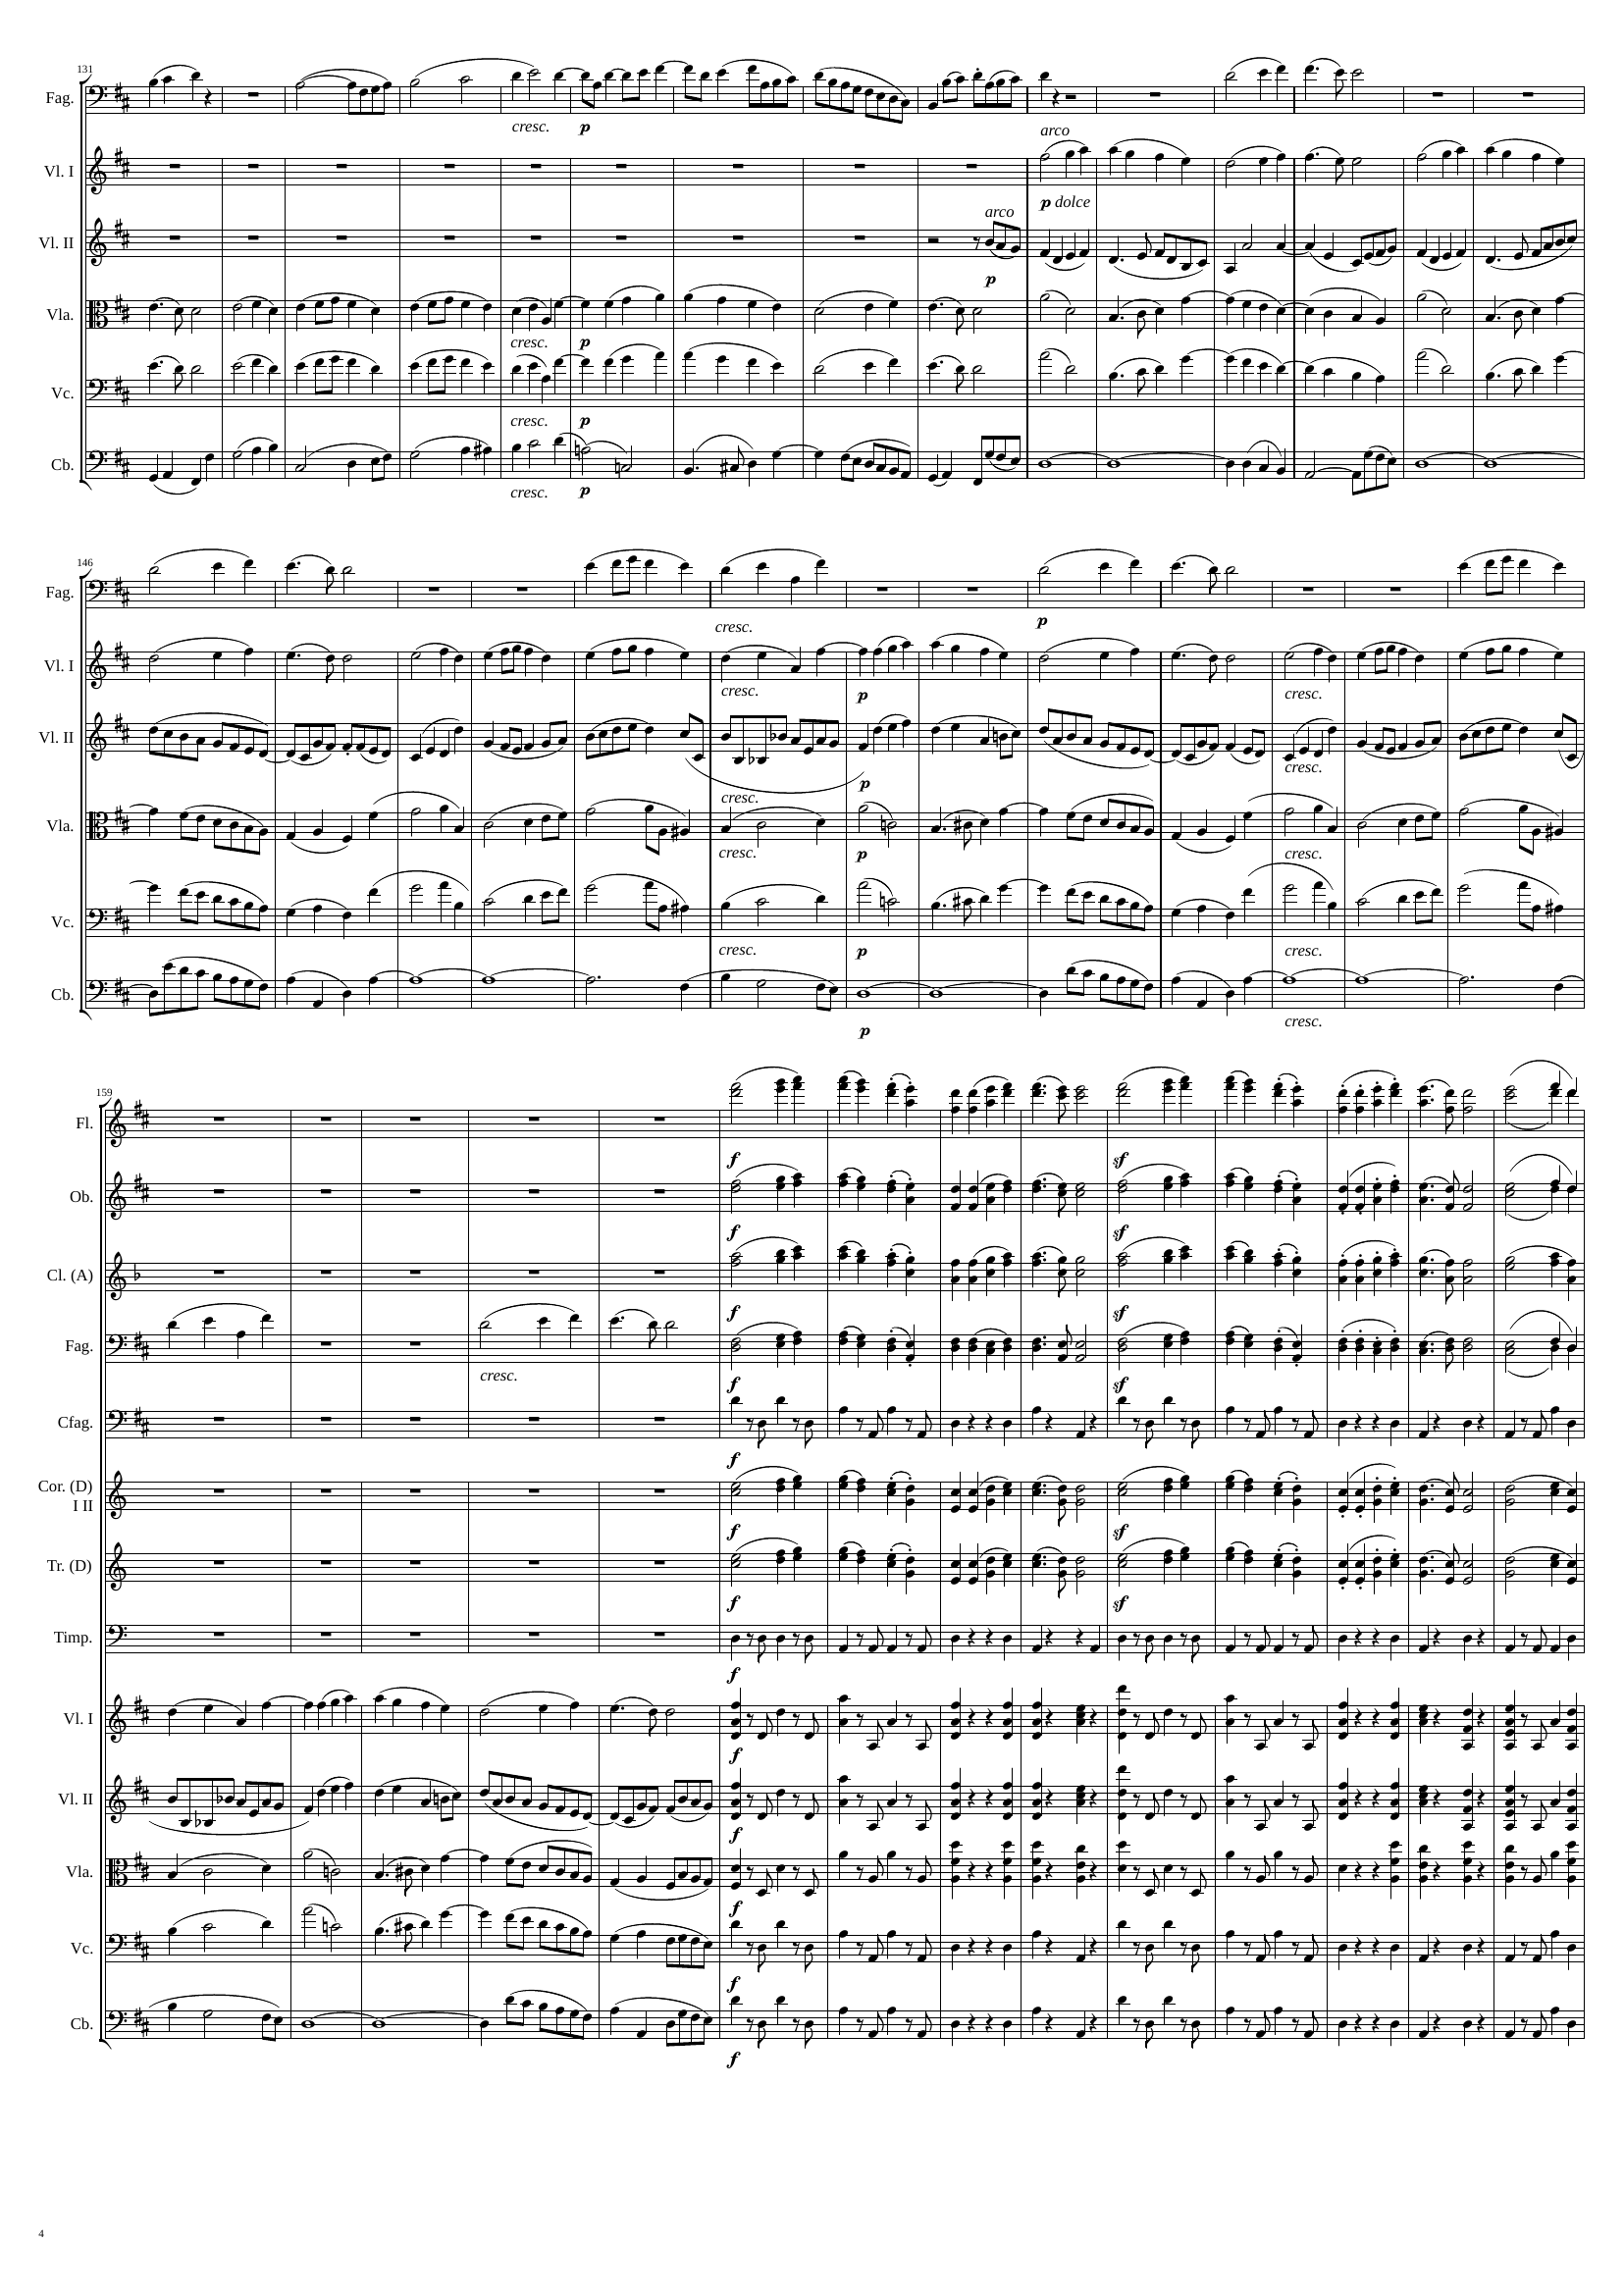 131
Fag.
cresc. p
arco
Vl. I
p dolce
arco
Vl. II
p
Vla.
cresc. p
Vc.
cresc. p
Cb.
cresc. p
146
Fag.
cresc. p
Vl. I
cresc. p cresc.
Vl. II
cresc. p cresc.
Vla.
cresc. p cresc.
Vc.
cresc. p cresc.
Cb.
p cresc.
159
Fl.
f sf
Ob.
f sf
Cl. (A)
f sf
Fag.
cresc. f sf
Cfag.
f
Cor. (D)
I II
f sf
Tr. (D)
f sf
Timp.
f
Vl. I
f
Vl. II
f
Vla.
f
Vc.
f
Cb.
f
4